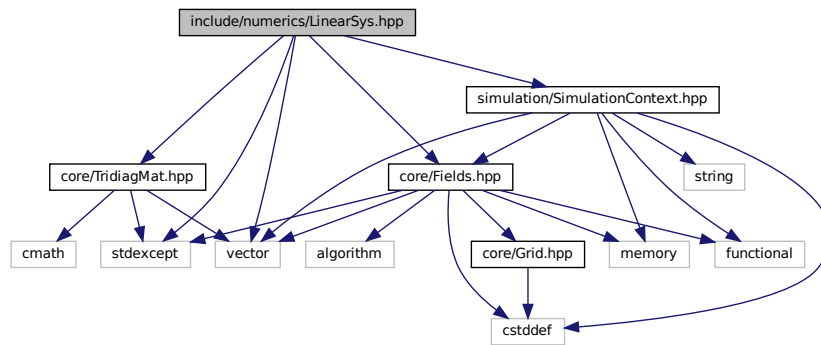 include/numerics/LinearSys.hpp
simulation/SimulationContext.hpp
core/TridiagMat.hpp
core/Fields.hpp
string
cmath
stdexcept
vector
algorithm
core/Grid.hpp
memory
functional
cstddef